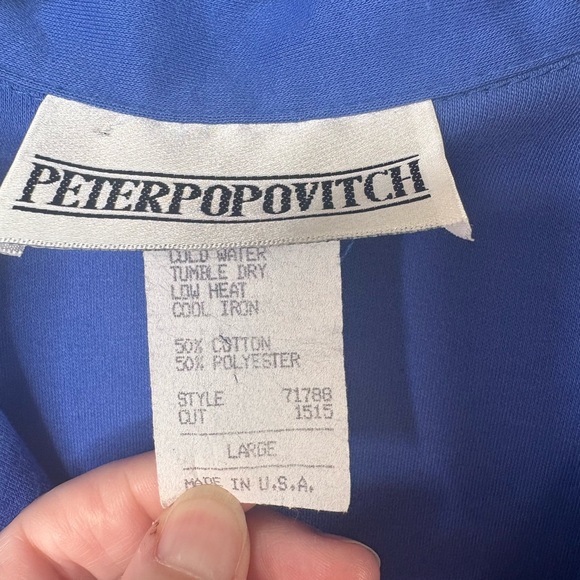 PETERPOPOVITCH
COLD WATER
TUMBLE DRY
LOW HEAT
COOL IRON
50% COTTON
50% POLYESTER
STYLE 71788
CUT 1515
LARGE
MADE IN U.S.A.